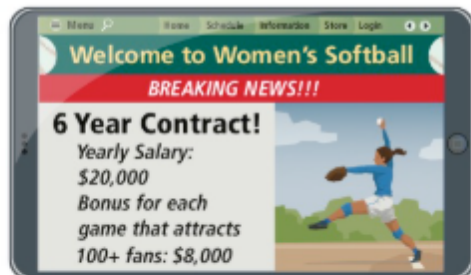 Menu Home Schedule Information Store Login
Welcome to Women's Softball
BREAKING NEWS!!!
6 Year Contract!
Yearly Salary:
$20,000
Bonus for each
game that attracts
100+ fans: $8,000